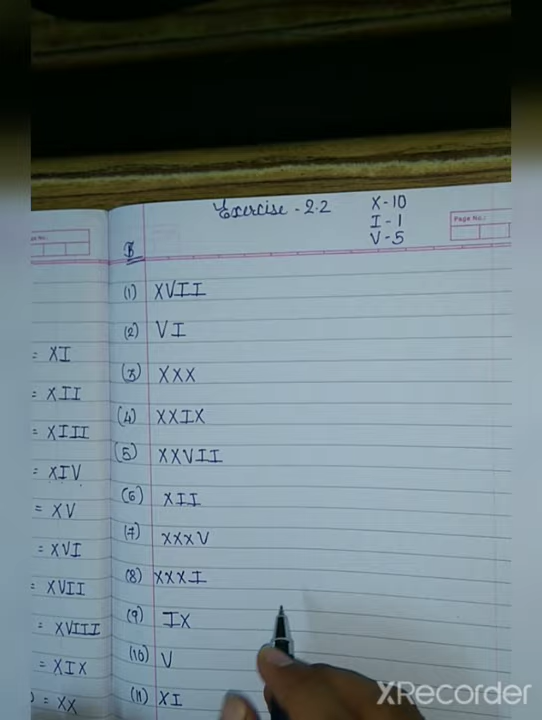 Exercise - 2.2
X - 10
I - 1
V - 5
Page No.:
B
(1) XVII
(2) VI
(3) XXX
(4) XXIX
(5) XXVII
(6) XII
(7) XXXV
(8) XXXI
(9) IX
(10) V
(11) XI
= XI
= XII
= XIII
= XIV
= XV
= XVI
= XVII
= XVIII
= XIX
= XX
XRecorder